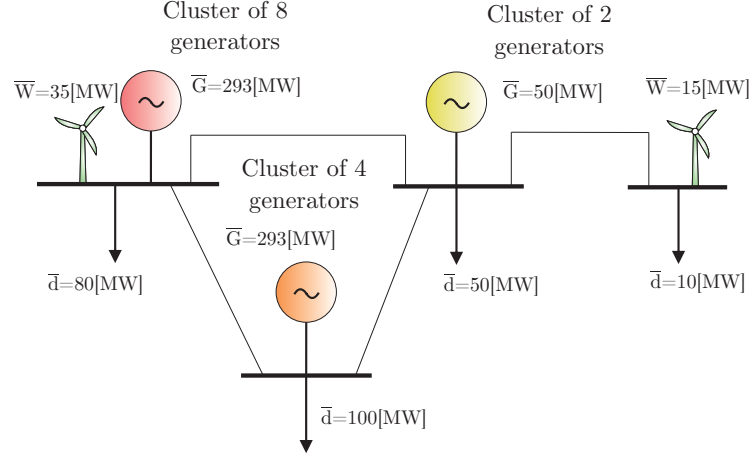 Cluster of 8
generators
Cluster of 2
generators
W̅=35[MW]
G̅=293[MW]
G̅=50[MW]
W̅=15[MW]
Cluster of 4
generators
G̅=293[MW]
d̅=80[MW]
d̅=50[MW]
d̅=10[MW]
d̅=100[MW]